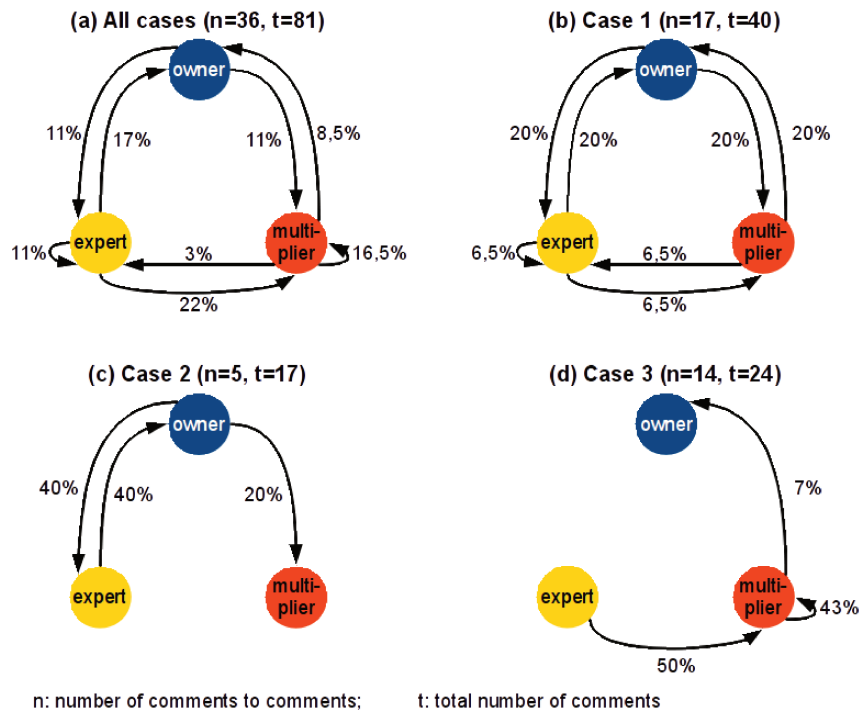 (a) All cases (n=36, t=81)
owner
11%
17%
11%
8,5%
expert
multi-
plier
11%
3%
16,5%
22%
(b) Case 1 (n=17, t=40)
owner
20%
20%
20%
20%
expert
multi-
plier
6,5%
6,5%
6,5%
(c) Case 2 (n=5, t=17)
owner
40%
40%
20%
expert
multi-
plier
(d) Case 3 (n=14, t=24)
owner
7%
expert
multi-
plier
43%
50%
n: number of comments to comments; t: total number of comments